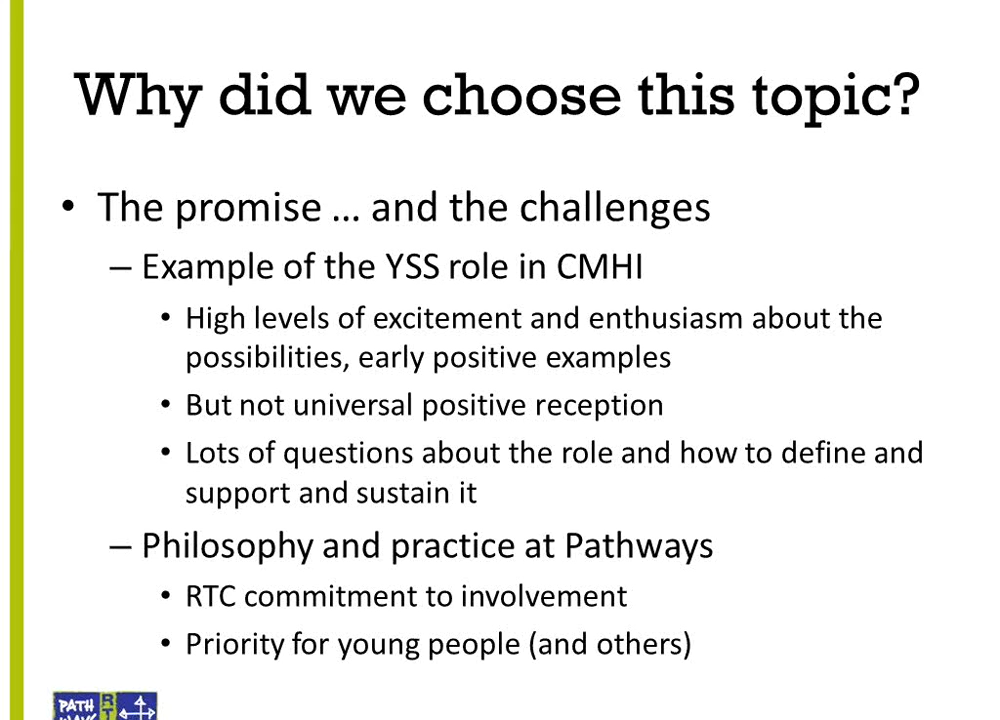 Why did we choose this topic?
• The promise … and the challenges
– Example of the YSS role in CMHI
• High levels of excitement and enthusiasm about the
possibilities, early positive examples
• But not universal positive reception
• Lots of questions about the role and how to define and
support and sustain it
– Philosophy and practice at Pathways
• RTC commitment to involvement
• Priority for young people (and others)
PATH